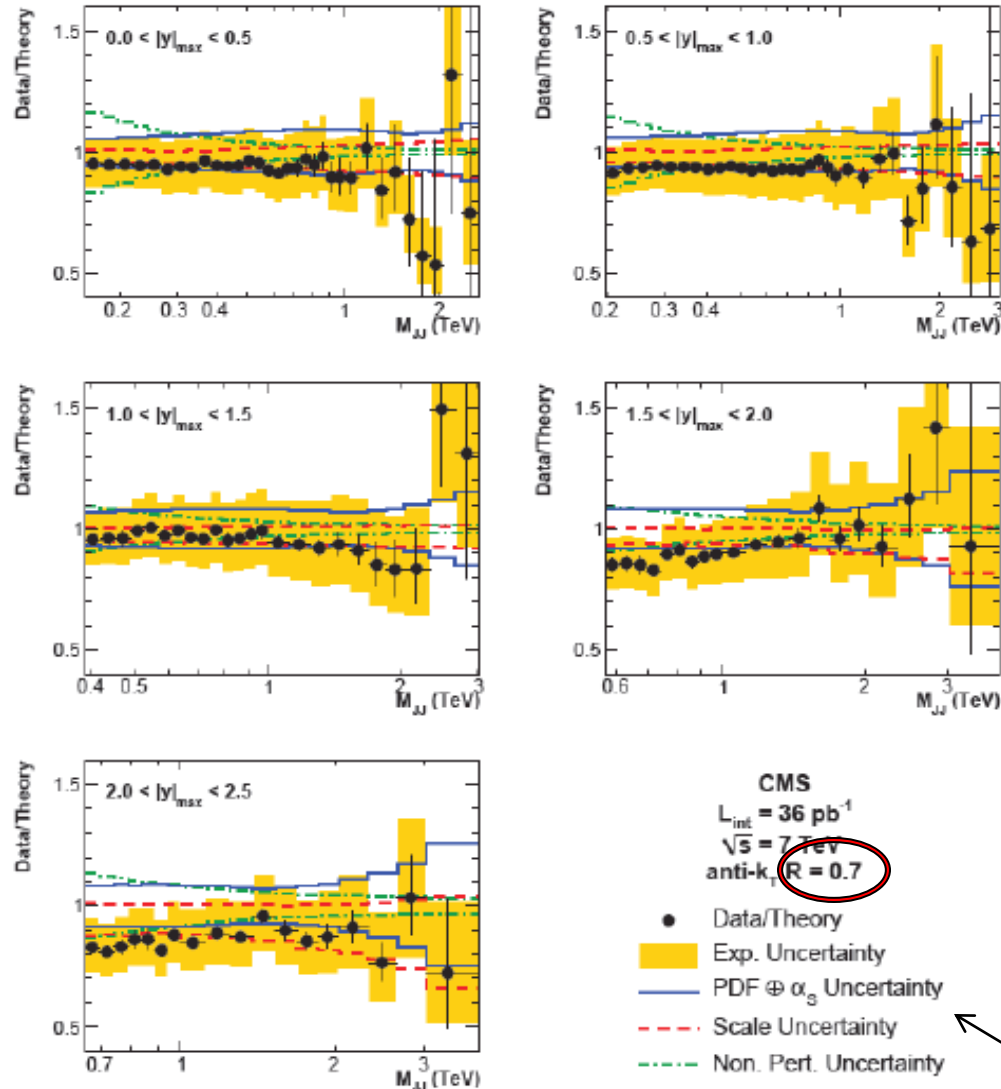 Data/Theory
0.0 < |y|max < 0.5
1.5
1
0.5
0.2 0.3 0.4 1 2
MJJ (TeV)
Data/Theory
0.5 < |y|max < 1.0
1.5
1
0.5
0.2 0.3 0.4 1 2 3
MJJ (TeV)
Data/Theory
1.0 < |y|max < 1.5
1.5
1
0.5
0.4 0.5 1 2 3
MJJ (TeV)
Data/Theory
1.5 < |y|max < 2.0
1.5
1
0.5
0.6 1 2 3
MJJ (TeV)
Data/Theory
2.0 < |y|max < 2.5
1.5
1
0.5
0.7 1 2 3
MJJ (TeV)
CMS
Lint = 36 pb-1
√s = 7 TeV
anti-kT R = 0.7
Data/Theory
Exp. Uncertainty
PDF ⊕ αS Uncertainty
Scale Uncertainty
Non. Pert. Uncertainty